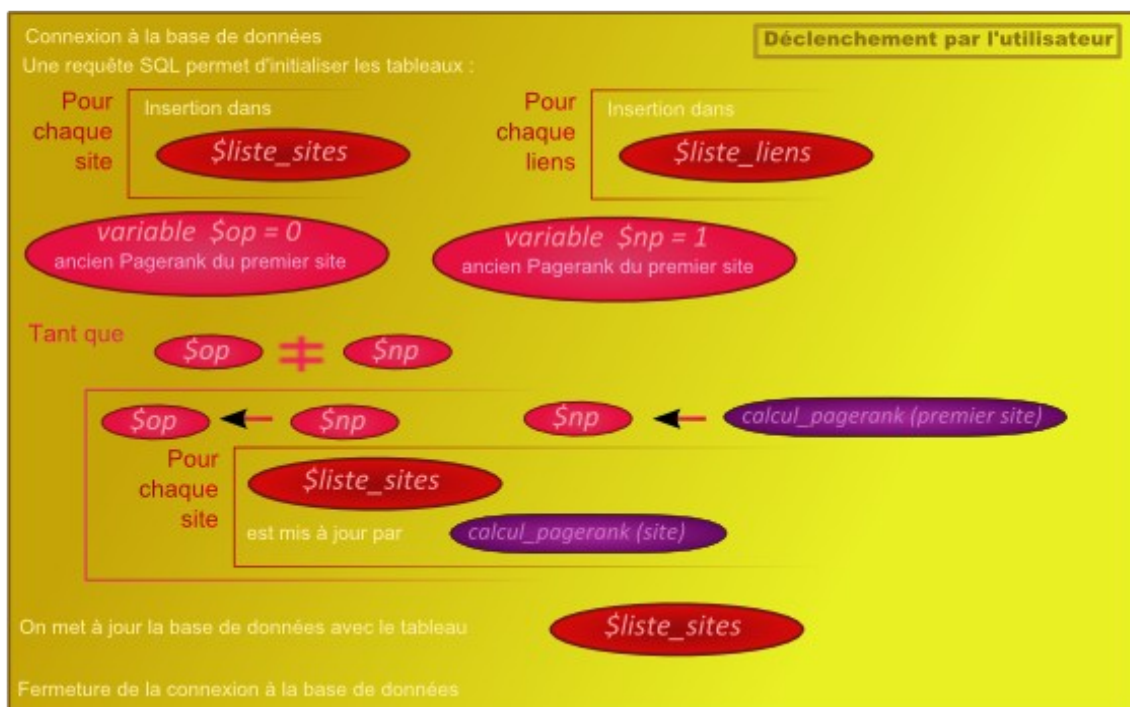 Connexion à la base de données
Déclenchement par l'utilisateur
Une requête SQL permet d'initialiser les tableaux :
Pour
chaque
site
Insertion dans
$liste_sites
Pour
chaque
liens
Insertion dans
$liste_liens
variable $op = 0
ancien Pagerank du premier site
variable $np = 1
ancien Pagerank du premier site
Tant que
$op ≠ $np
$op $np
$np calcul_pagerank (premier site)
Pour
chaque
site
$liste_sites
est mis à jour par calcul_pagerank (site)
On met à jour la base de données avec le tableau $liste_sites
Fermeture de la connexion à la base de données